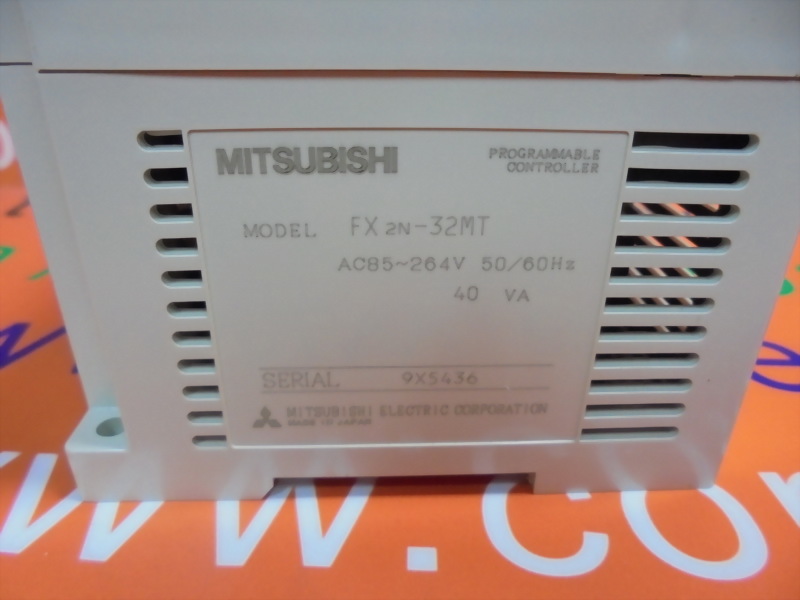 MITSUBISHI
PROGRAMMABLE
CONTROLLER
MODEL FX2N-32MT
AC85~264V 50/60Hz
40 VA
SERIAL 9X5436
MITSUBISHI ELECTRIC CORPORATION
MADE IN JAPAN
www.co